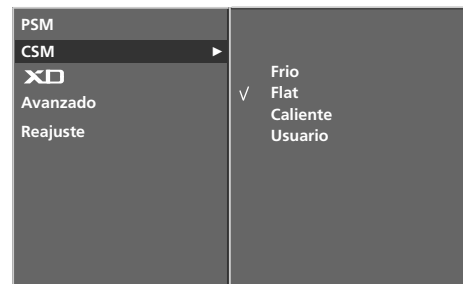 PSM
CSM
XD
Avanzado
Reajuste
Frio
√ Flat
Caliente
Usuario